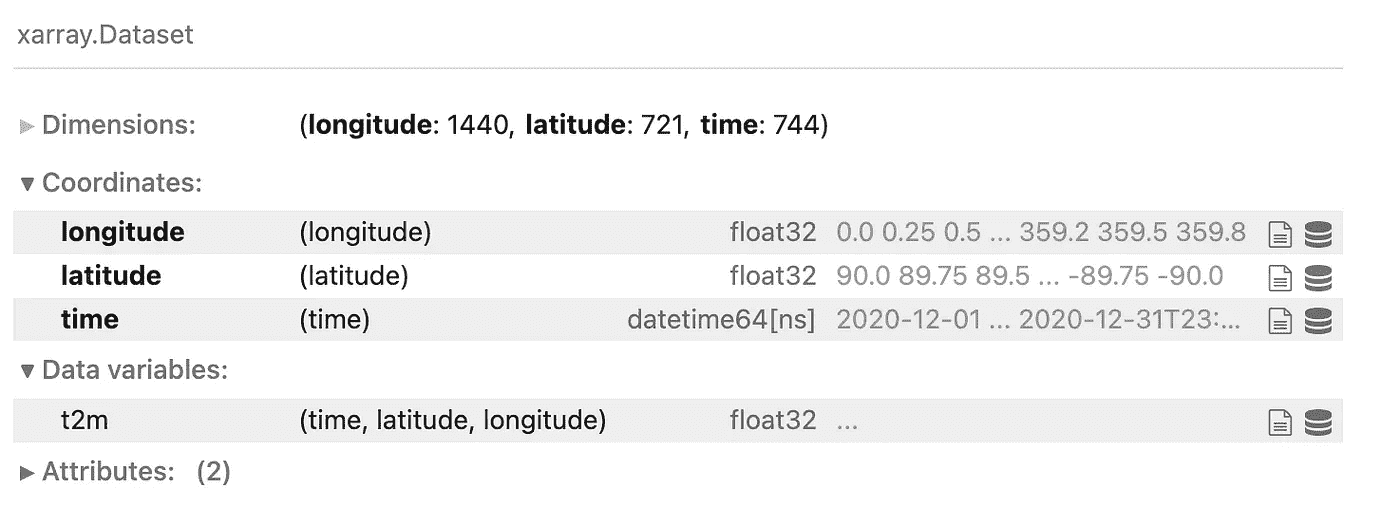 xarray.Dataset
Dimensions: (longitude: 1440, latitude: 721, time: 744)
Coordinates:
longitude (longitude) float32 0.0 0.25 0.5 ... 359.2 359.5 359.8
latitude (latitude) float32 90.0 89.75 89.5 ... -89.75 -90.0
time (time) datetime64[ns] 2020-12-01 ... 2020-12-31T23:...
Data variables:
t2m (time, latitude, longitude) float32 ...
Attributes: (2)